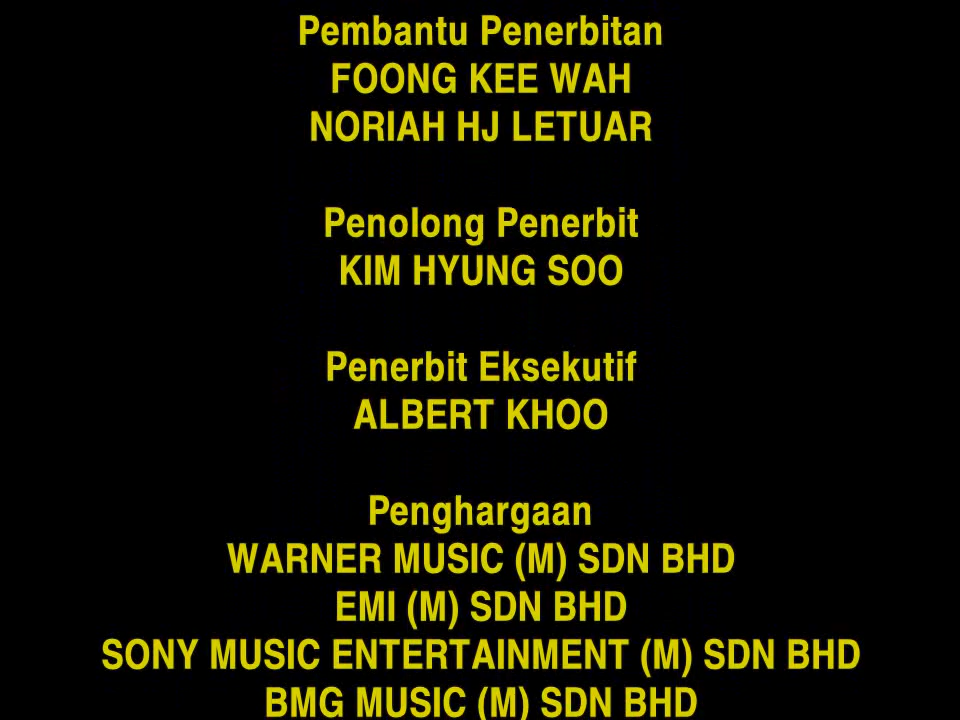 Pembantu Penerbitan
FOONG KEE WAH
NORIAH HJ LETUAR
Penolong Penerbit
KIM HYUNG SOO
Penerbit Eksekutif
ALBERT KHOO
Penghargaan
WARNER MUSIC (M) SDN BHD
EMI (M) SDN BHD
SONY MUSIC ENTERTAINMENT (M) SDN BHD
BMG MUSIC (M) SDN BHD